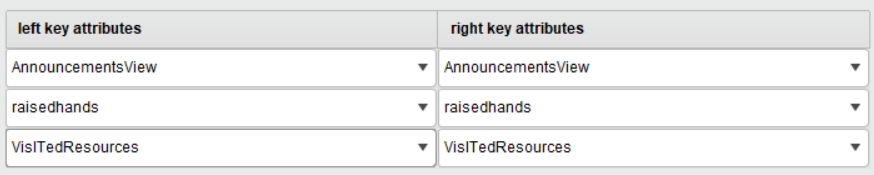 left key attributes right key attributes
AnnouncementsView AnnouncementsView
raisedhands raisedhands
VisITedResources VisITedResources